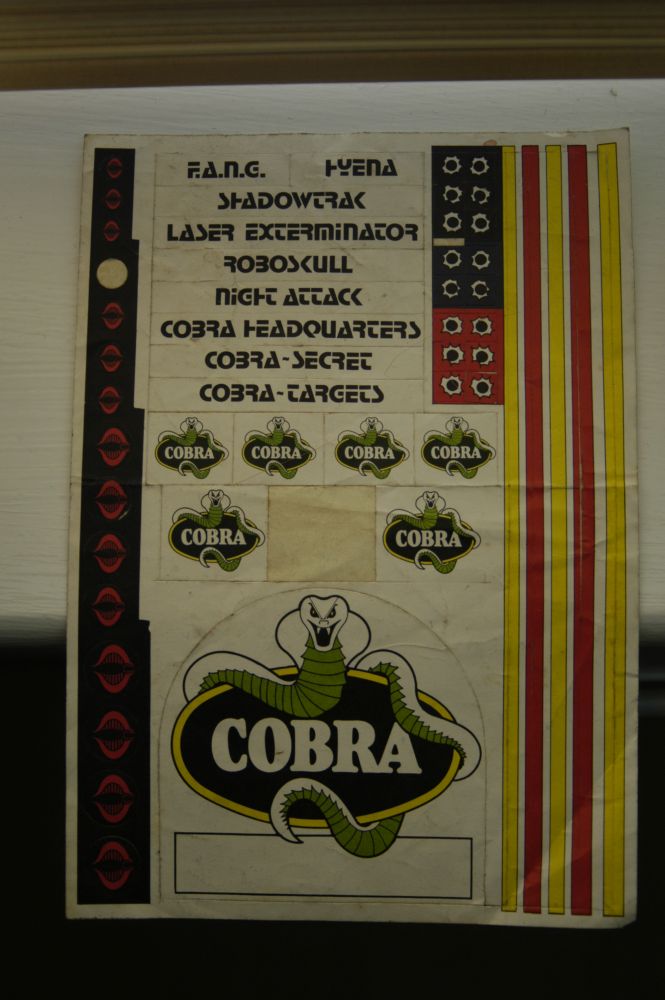 F.A.N.G. HYENA
SHADOWTRAK
LASER EXTERMINATOR
ROBOSKULL
NIGHT ATTACK
COBRA HEADQUARTERS
COBRA-SECRET
COBRA-TARGETS
COBRA COBRA COBRA COBRA
COBRA COBRA
COBRA